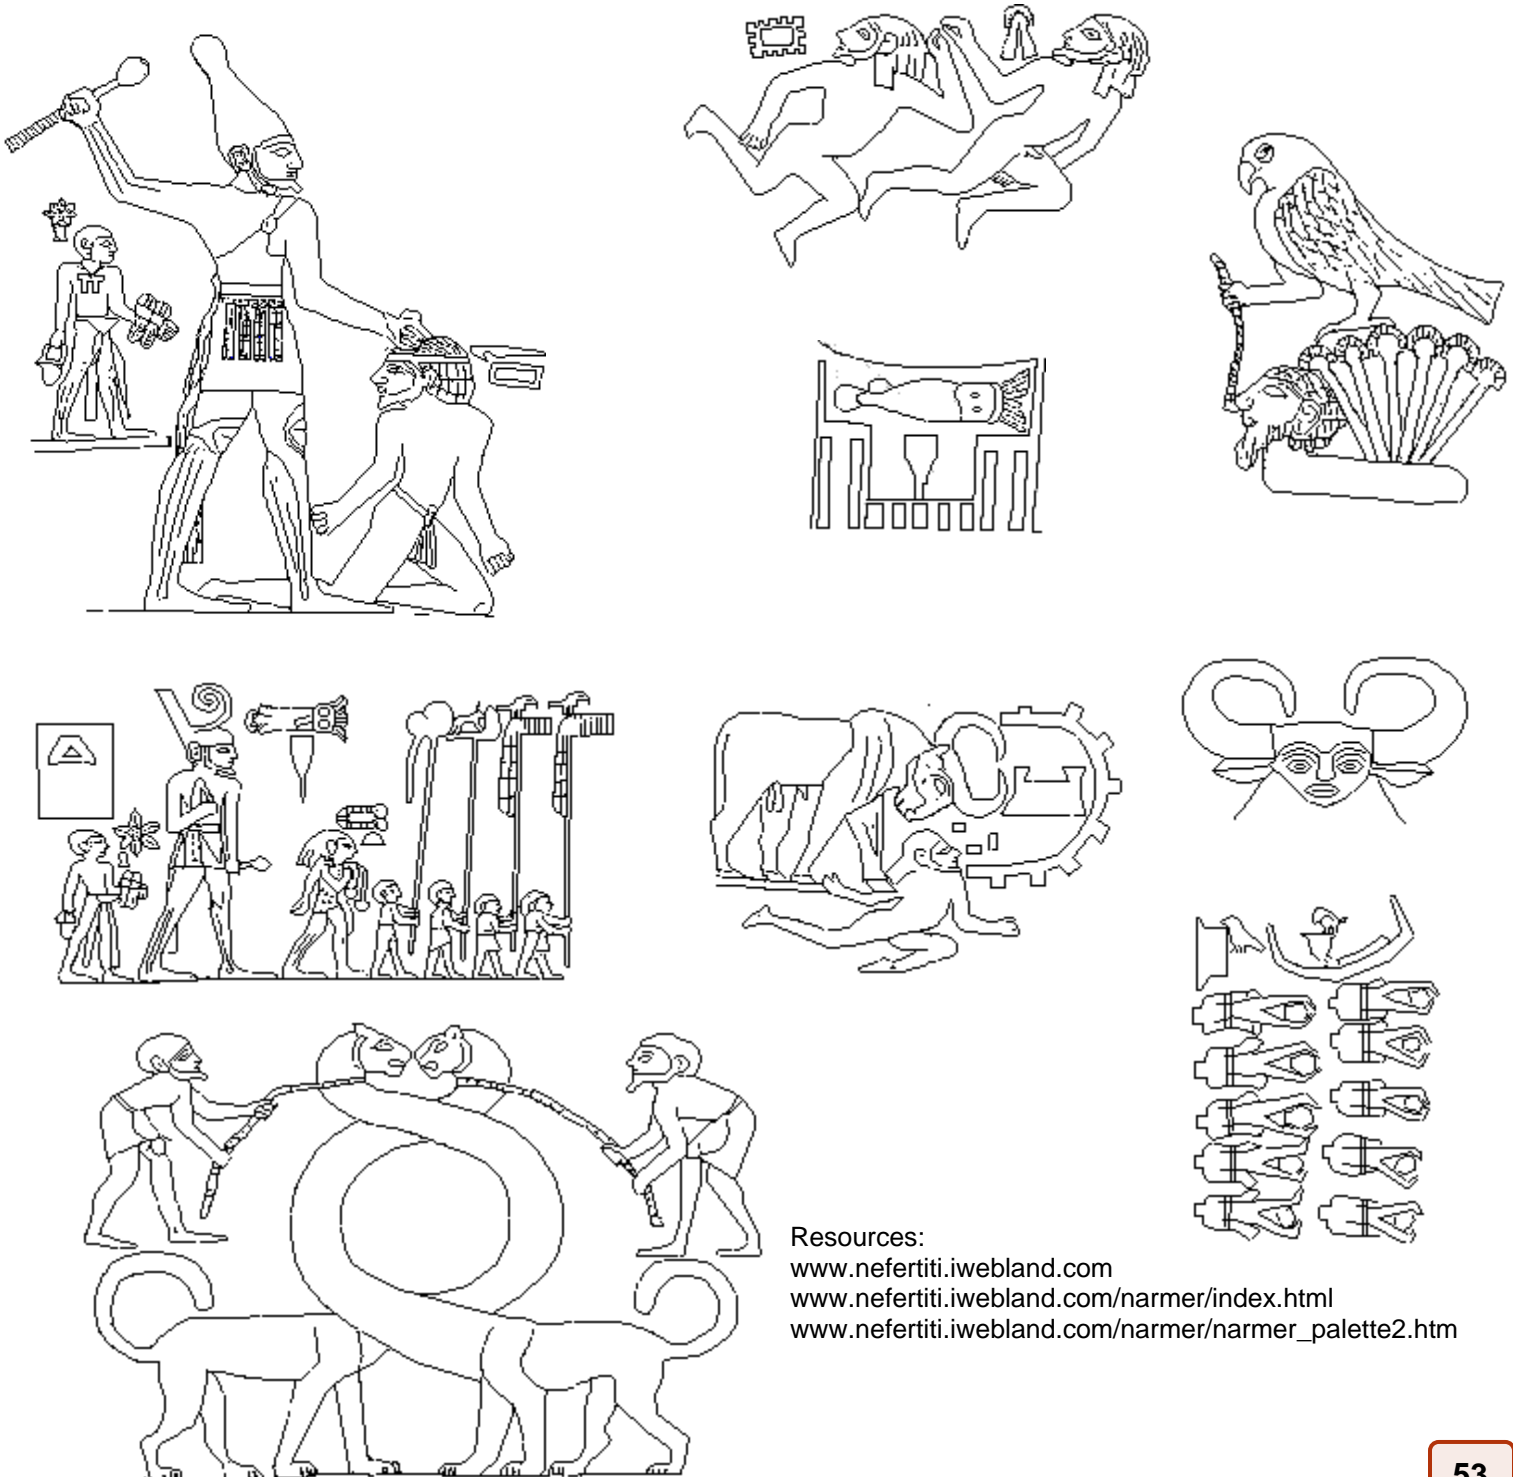 Resources:
www.nefertiti.iwebland.com
www.nefertiti.iwebland.com/narmer/index.html
www.nefertiti.iwebland.com/narmer/narmer_palette2.htm
53